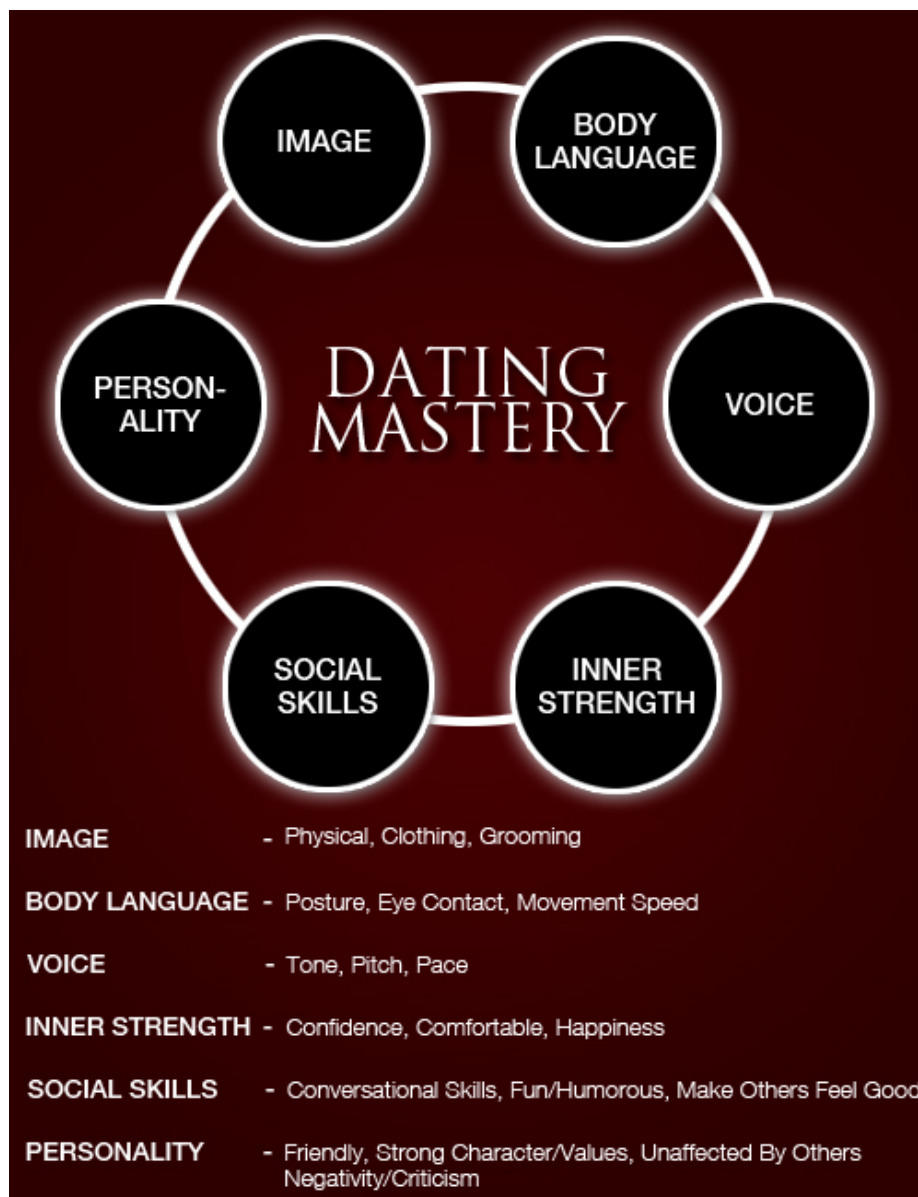 IMAGE
BODY
LANGUAGE
PERSON-
ALITY
DATING
MASTERY
VOICE
SOCIAL
SKILLS
INNER
STRENGTH
IMAGE - Physical, Clothing, Grooming
BODY LANGUAGE - Posture, Eye Contact, Movement Speed
VOICE - Tone, Pitch, Pace
INNER STRENGTH - Confidence, Comfortable, Happiness
SOCIAL SKILLS - Conversational Skills, Fun/Humorous, Make Others Feel Good
PERSONALITY - Friendly, Strong Character/Values, Unaffected By Others
Negativity/Criticism